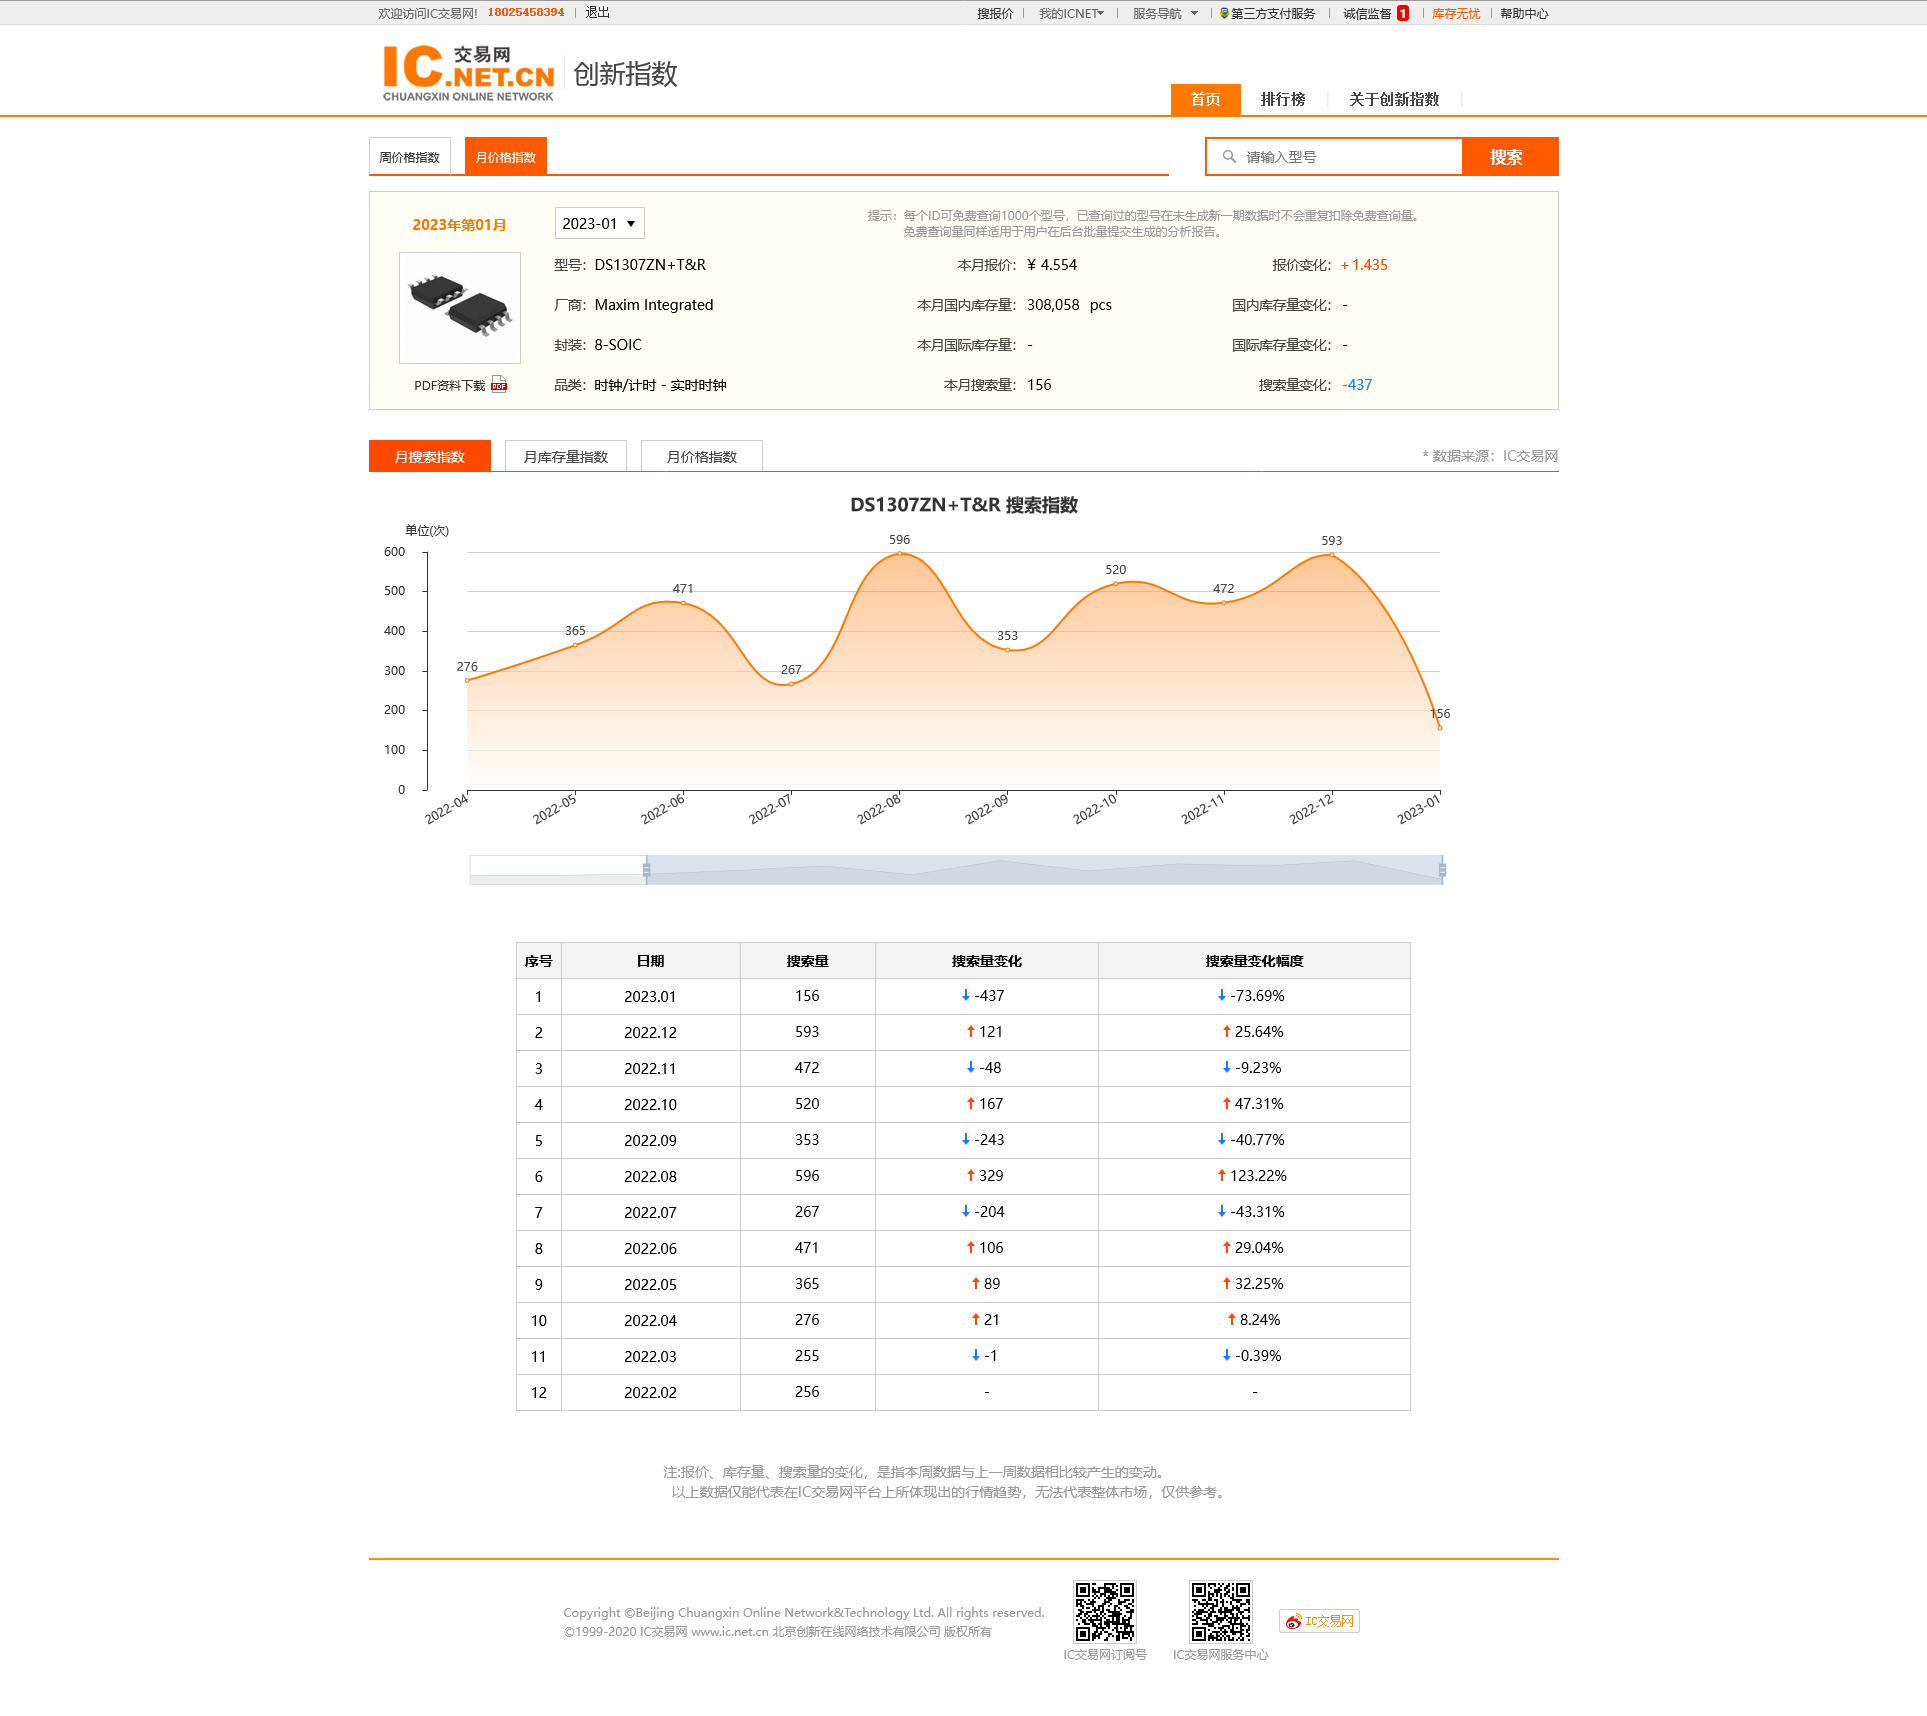 欢迎访问IC交易网! 18025458394 | 退出 搜报价 | 我的ICNET | 服务导航 | 第三方支付服务 | 诚信监督 1 | 库存无忧 | 帮助中心
IC交易网.NET.CN 创新指数
CHUANGXIN ONLINE NETWORK
首页 排行榜 关于创新指数
周价格指数 月价格指数 请输入型号 搜索
2023年第01月 2023-01 ▼ 提示：每个ID可免费查询1000个型号，已查询过的型号在未生成新一期数据时不会重复扣除免费查询量。
免费查询量同样适用于用户在后台批量提交生成的分析报告。
型号：DS1307ZN+T&R 本月报价：¥ 4.554 报价变化：+ 1.435
厂商：Maxim Integrated 本月国内库存量：308,058 pcs 国内库存量变化：-
封装：8-SOIC 本月国际库存量：- 国际库存量变化：-
PDF资料下载 PDF 品类：时钟/计时 - 实时时钟 本月搜索量：156 搜索量变化：-437
月搜索指数 月库存量指数 月价格指数 * 数据来源：IC交易网
DS1307ZN+T&R 搜索指数
单位(次)
600
500
400
300
200
100
0
276 365 471 267 596 353 520 472 593 156
2022-04 2022-05 2022-06 2022-07 2022-08 2022-09 2022-10 2022-11 2022-12 2023-01
序号 日期 搜索量 搜索量变化 搜索量变化幅度
1 2023.01 156 ↓ -437 ↓ -73.69%
2 2022.12 593 ↑ 121 ↑ 25.64%
3 2022.11 472 ↓ -48 ↓ -9.23%
4 2022.10 520 ↑ 167 ↑ 47.31%
5 2022.09 353 ↓ -243 ↓ -40.77%
6 2022.08 596 ↑ 329 ↑ 123.22%
7 2022.07 267 ↓ -204 ↓ -43.31%
8 2022.06 471 ↑ 106 ↑ 29.04%
9 2022.05 365 ↑ 89 ↑ 32.25%
10 2022.04 276 ↑ 21 ↑ 8.24%
11 2022.03 255 ↓ -1 ↓ -0.39%
12 2022.02 256 - -
注:报价、库存量、搜索量的变化，是指本周数据与上一周数据相比较产生的变动。
以上数据仅能代表在IC交易网平台上所体现出的行情趋势，无法代表整体市场，仅供参考。
Copyright ©Beijing Chuangxin Online Network&Technology Ltd. All rights reserved.
©1999-2020 IC交易网 www.ic.net.cn 北京创新在线网络技术有限公司 版权所有
IC交易网
IC交易网订阅号 IC交易网服务中心